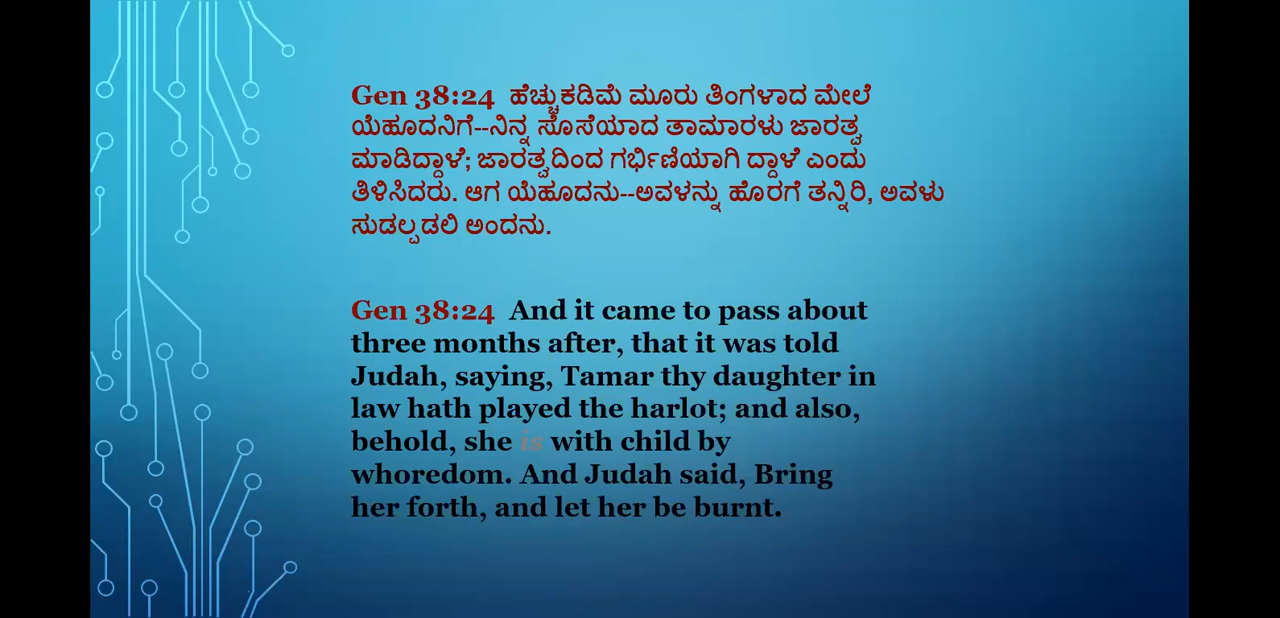 Gen 38:24 ಹೆಚ್ಚುಕಡಿಮೆ ಮೂರು ತಿಂಗಳಾದ ಮೇಲೆ
ಯೆಹೂದನಿಗೆ--ನಿನ್ನ ಸೊಸೆಯಾದ ತಾಮಾರಳು ಜಾರತ್ವ
ಮಾಡಿದ್ದಾಳೆ; ಜಾರತ್ವದಿಂದ ಗರ್ಭಿಣಿಯಾಗಿ ದ್ದಾಳೆ ಎಂದು
ತಿಳಿಸಿದರು. ಆಗ ಯೆಹೂದನು--ಅವಳನ್ನು ಹೊರಗೆ ತನ್ನಿರಿ, ಅವಳು
ಸುಡಲ್ಪಡಲಿ ಅಂದನು.
Gen 38:24 And it came to pass about
three months after, that it was told
Judah, saying, Tamar thy daughter in
law hath played the harlot; and also,
behold, she is with child by
whoredom. And Judah said, Bring
her forth, and let her be burnt.